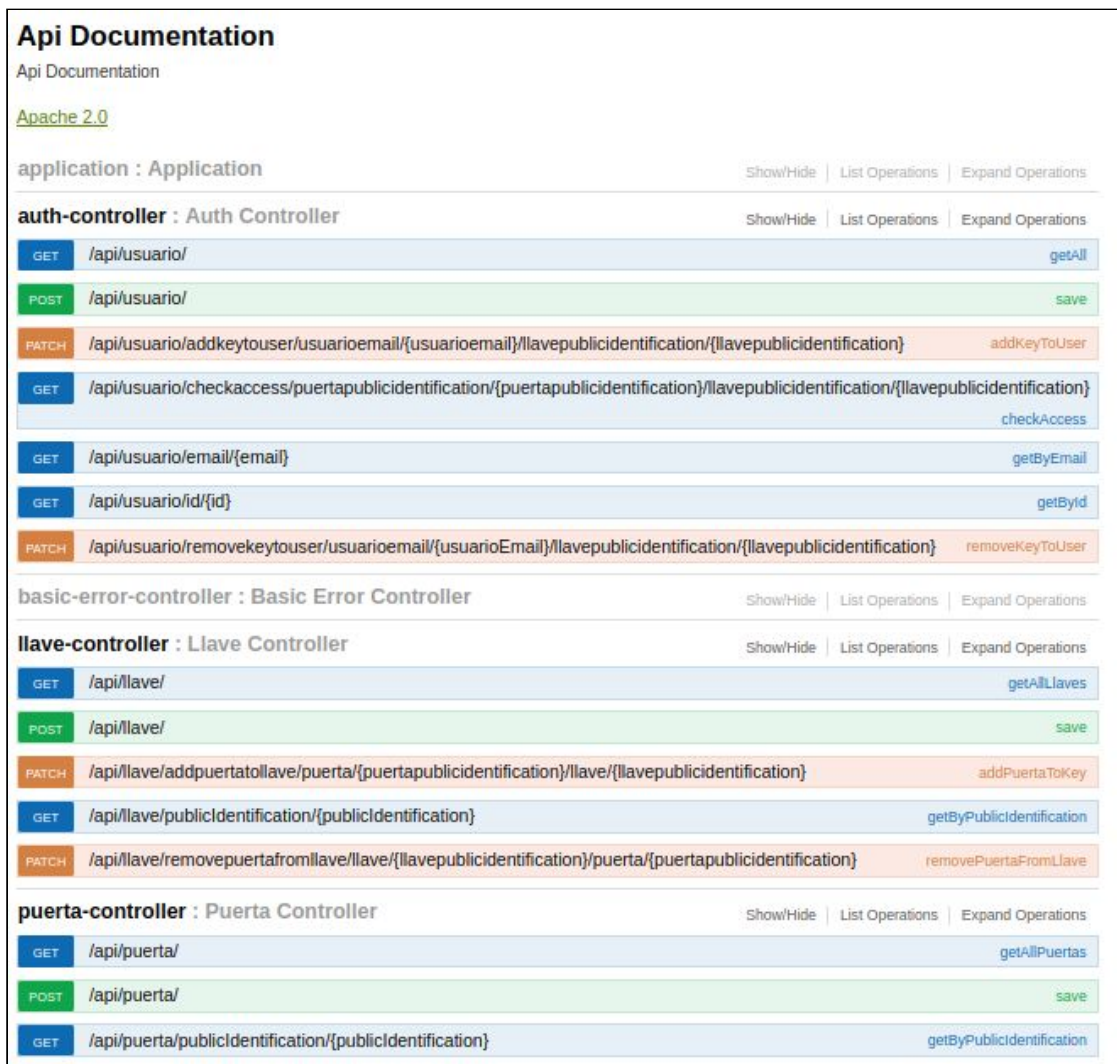 Api Documentation
Api Documentation
Apache 2.0
application : Application Show/Hide List Operations Expand Operations
auth-controller : Auth Controller Show/Hide List Operations Expand Operations
GET /api/usuario/ getAll
POST /api/usuario/ save
PATCH /api/usuario/addkeytouser/usuarioemail/{usuarioemail}/llavepublicidentification/{llavepublicidentification} addKeyToUser
GET /api/usuario/checkaccess/puertapublicidentification/{puertapublicidentification}/llavepublicidentification/{llavepublicidentification}
checkAccess
GET /api/usuario/email/{email} getByEmail
GET /api/usuario/id/{id} getById
PATCH /api/usuario/removekeytouser/usuarioemail/{usuarioEmail}/llavepublicidentification/{llavepublicidentification} removeKeyToUser
basic-error-controller : Basic Error Controller Show/Hide List Operations Expand Operations
llave-controller : Llave Controller Show/Hide List Operations Expand Operations
GET /api/llave/ getAllLlaves
POST /api/llave/ save
PATCH /api/llave/addpuertatollave/puerta/{puertapublicidentification}/llave/{llavepublicidentification} addPuertaToKey
GET /api/llave/publicIdentification/{publicIdentification} getByPublicIdentification
PATCH /api/llave/removepuertafromllave/llave/{llavepublicidentification}/puerta/{puertapublicidentification} removePuertaFromLlave
puerta-controller : Puerta Controller Show/Hide List Operations Expand Operations
GET /api/puerta/ getAllPuertas
POST /api/puerta/ save
GET /api/puerta/publicIdentification/{publicIdentification} getByPublicIdentification